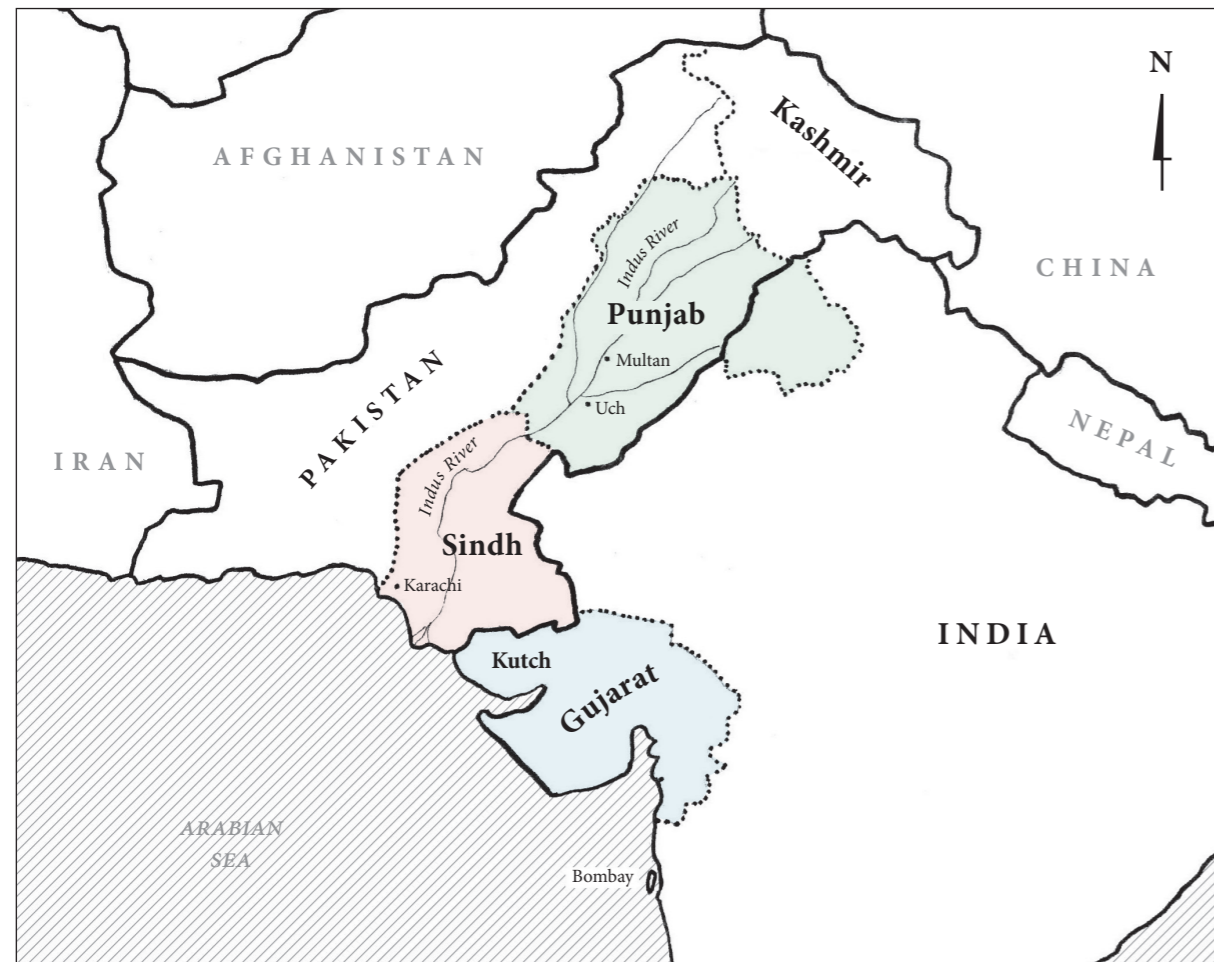 N
Kashmir
AFGHANISTAN
CHINA
Indus River
Punjab
Multan
PAKISTAN
Uch
NEPAL
IRAN
Indus River
Sindh
Karachi
INDIA
Kutch
Gujarat
ARABIAN
SEA
Bombay